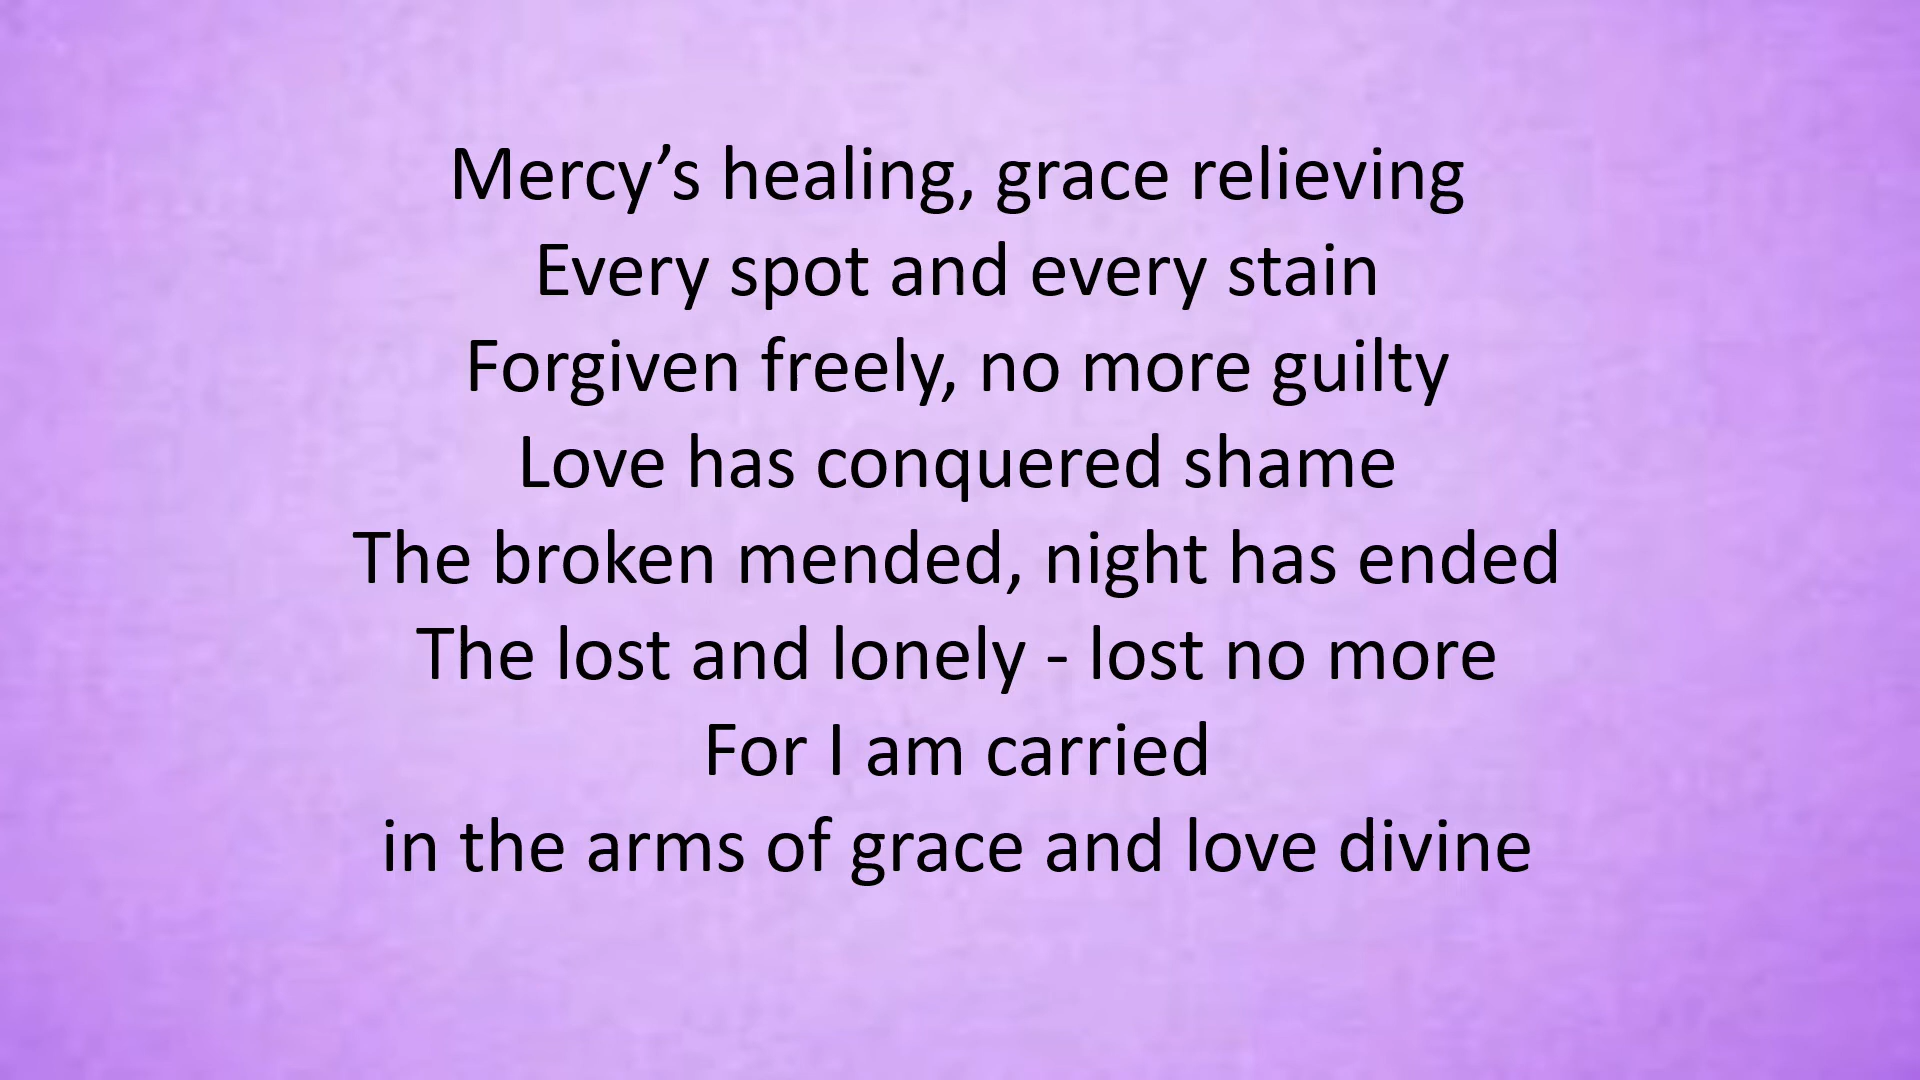 Mercy’s healing, grace relieving
Every spot and every stain
Forgiven freely, no more guilty
Love has conquered shame
The broken mended, night has ended
The lost and lonely - lost no more
For I am carried
in the arms of grace and love divine